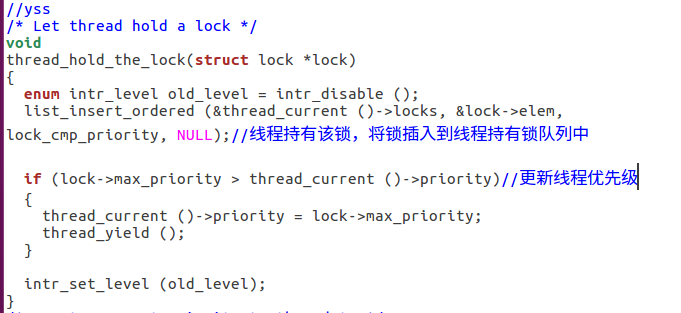 //yss
/* Let thread hold a lock */
void
thread_hold_the_lock(struct lock *lock)
{
  enum intr_level old_level = intr_disable ();
  list_insert_ordered (&thread_current ()->locks, &lock->elem,
lock_cmp_priority, NULL);//线程持有该锁，将锁插入到线程持有锁队列中

  if (lock->max_priority > thread_current ()->priority)//更新线程优先级
  {
    thread_current ()->priority = lock->max_priority;
    thread_yield ();
  }

  intr_set_level (old_level);
}